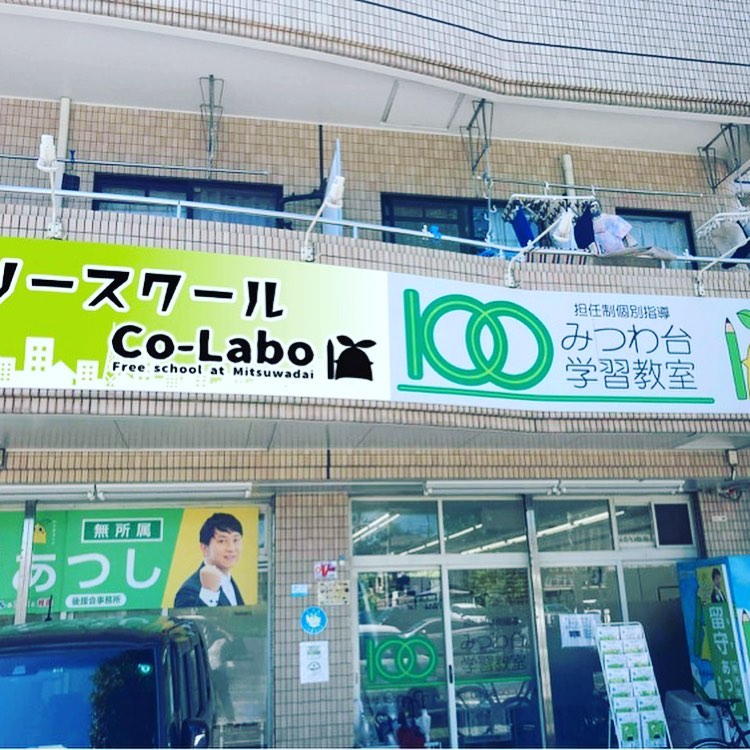 リースクール
Co-Labo
Free school at Mitsuwadai
100
担任制個別指導
みつわ台
学習教室
無所属
あつし
後援会事務所
100
みつわ台
学習教室
留守
あつ